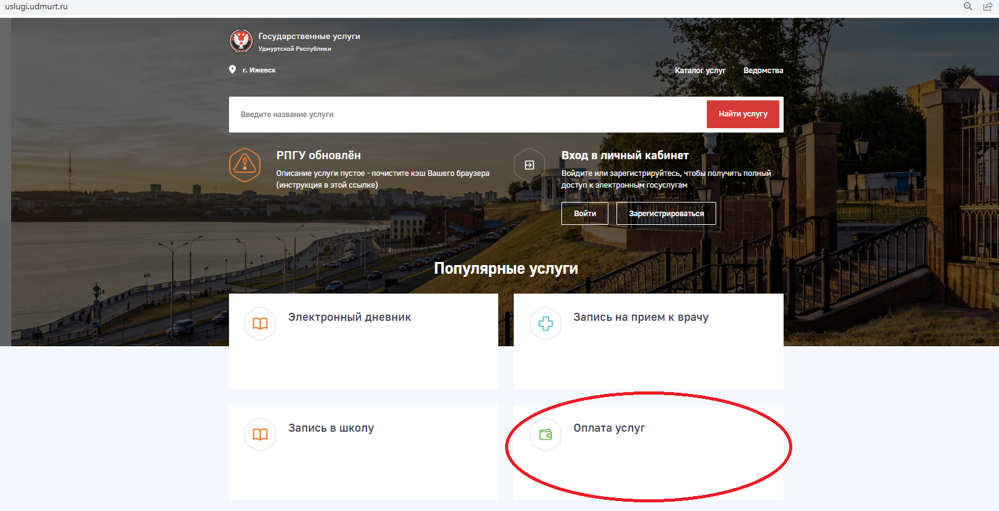 uslugi.udmurt.ru
Государственные услуги
Удмуртской Республики
г. Ижевск
Каталог услуг
Ведомства
Введите название услуги
Найти услугу
РПГУ обновлён
Описание услуги пустое - почистите кэш Вашего браузера
(инструкция в этой ссылке)
Вход в личный кабинет
Войдите или зарегистрируйтесь, чтобы получить полный
доступ к электронным госуслугам
Войти
Зарегистрироваться
Популярные услуги
Электронный дневник
Запись на прием к врачу
Запись в школу
Оплата услуг